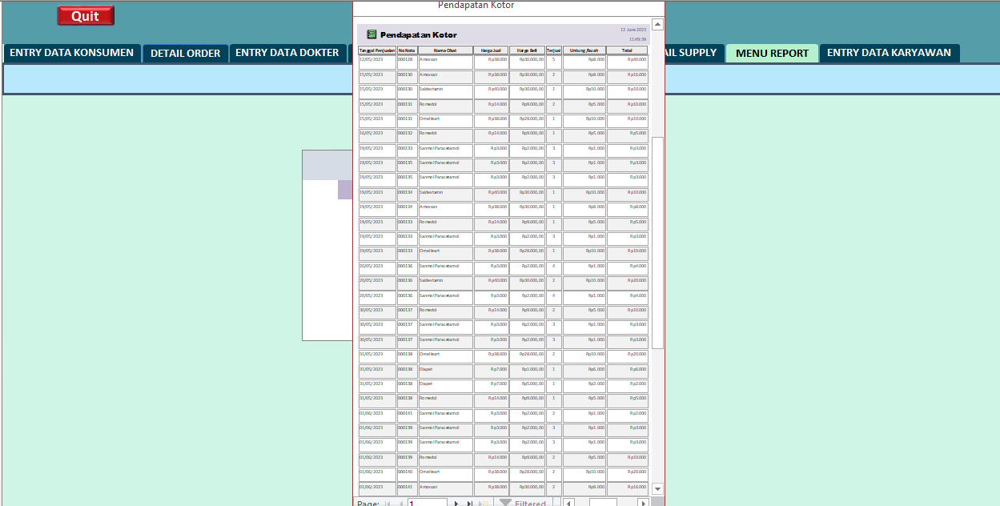 Pendapatan Kotor
Quit
ENTRY DATA KONSUMEN DETAIL ORDER ENTRY DATA DOKTER IL SUPPLY MENU REPORT ENTRY DATA KARYAWAN
Pendapatan Kotor 12 June 2023
11:09:39
Tanggal Penjualan No Nota Nama Obat Harga Jual Harga Beli Terjual Untung /buah Total
12/05/2023 000128 Amoxsan Rp38.000 Rp30.000,00 5 Rp8.000 Rp40.000
15/05/2023 000130 Amoxsan Rp38.000 Rp30.000,00 2 Rp8.000 Rp16.000
15/05/2023 000130 Saldextamin Rp40.000 Rp30.000,00 1 Rp10.000 Rp10.000
15/05/2023 000131 Romedol Rp14.000 Rp9.000,00 2 Rp5.000 Rp10.000
15/05/2023 000131 Omelheart Rp38.000 Rp28.000,00 1 Rp10.000 Rp10.000
16/05/2023 000132 Romedol Rp14.000 Rp9.000,00 1 Rp5.000 Rp5.000
19/05/2023 000133 Sanmol Paracetamol Rp3.000 Rp2.000,00 3 Rp1.000 Rp3.000
19/05/2023 000135 Sanmol Paracetamol Rp3.000 Rp2.000,00 3 Rp1.000 Rp3.000
19/05/2023 000135 Sanmol Paracetamol Rp3.000 Rp2.000,00 3 Rp1.000 Rp3.000
19/05/2023 000134 Saldextamin Rp40.000 Rp30.000,00 1 Rp10.000 Rp10.000
19/05/2023 000134 Amoxsan Rp38.000 Rp30.000,00 1 Rp8.000 Rp8.000
19/05/2023 000133 Romedol Rp14.000 Rp9.000,00 1 Rp5.000 Rp5.000
19/05/2023 000133 Sanmol Paracetamol Rp3.000 Rp2.000,00 3 Rp1.000 Rp3.000
19/05/2023 000133 Omelheart Rp38.000 Rp28.000,00 1 Rp10.000 Rp10.000
20/05/2023 000136 Sanmol Paracetamol Rp3.000 Rp2.000,00 4 Rp1.000 Rp4.000
20/05/2023 000136 Saldextamin Rp40.000 Rp30.000,00 2 Rp10.000 Rp20.000
20/05/2023 000136 Sanmol Paracetamol Rp3.000 Rp2.000,00 4 Rp1.000 Rp4.000
30/05/2023 000137 Romedol Rp14.000 Rp9.000,00 2 Rp5.000 Rp10.000
30/05/2023 000137 Sanmol Paracetamol Rp3.000 Rp2.000,00 3 Rp1.000 Rp3.000
30/05/2023 000137 Sanmol Paracetamol Rp3.000 Rp2.000,00 3 Rp1.000 Rp3.000
31/05/2023 000138 Omelheart Rp38.000 Rp28.000,00 2 Rp10.000 Rp20.000
31/05/2023 000138 Diapet Rp7.000 Rp1.000,00 1 Rp6.000 Rp6.000
31/05/2023 000138 Diapet Rp7.000 Rp5.000,00 1 Rp2.000 Rp2.000
31/05/2023 000138 Romedol Rp14.000 Rp9.000,00 1 Rp5.000 Rp5.000
01/06/2023 000141 Sanmol Paracetamol Rp3.000 Rp2.000,00 2 Rp1.000 Rp2.000
01/06/2023 000139 Sanmol Paracetamol Rp3.000 Rp2.000,00 3 Rp1.000 Rp3.000
01/06/2023 000139 Sanmol Paracetamol Rp3.000 Rp2.000,00 3 Rp1.000 Rp3.000
01/06/2023 000139 Romedol Rp14.000 Rp9.000,00 2 Rp5.000 Rp10.000
01/06/2023 000140 Omelheart Rp38.000 Rp28.000,00 2 Rp10.000 Rp20.000
01/06/2023 000141 Amoxsan Rp38.000 Rp30.000,00 2 Rp8.000 Rp16.000
Page: 1 Filtered